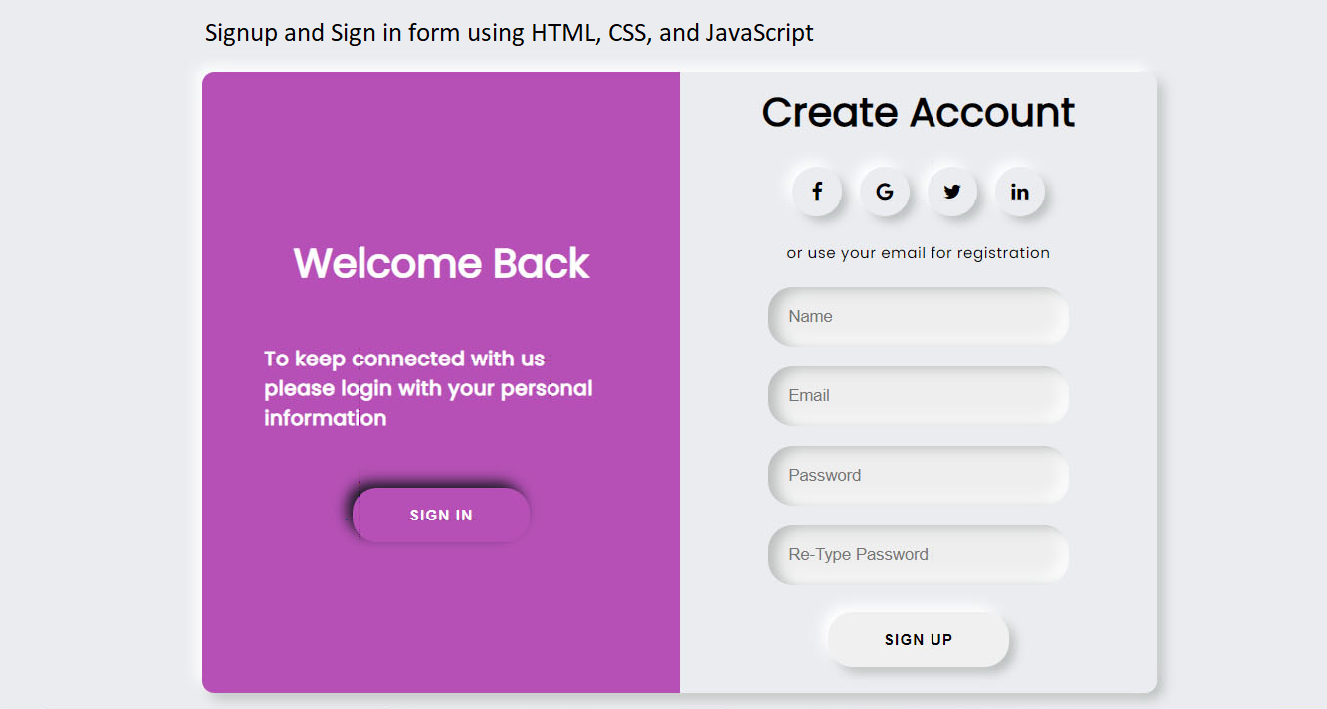 Signup and Sign in form using HTML, CSS, and JavaScript
Welcome Back
To keep connected with us
please login with your personal
information
SIGN IN
Create Account
f G in
or use your email for registration
Name
Email
Password
Re-Type Password
SIGN UP